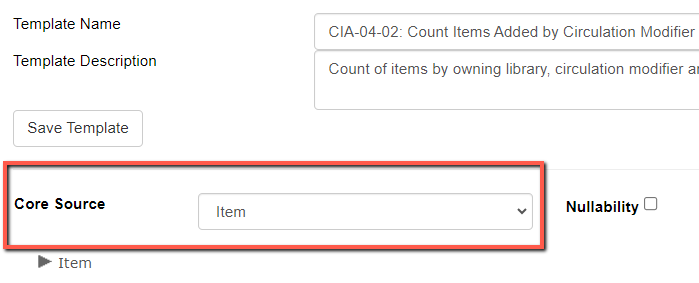 Template Name
CIA-04-02: Count Items Added by Circulation Modifier
Template Description
Count of items by owning library, circulation modifier
Save Template
Core Source
Item
Nullability
Item